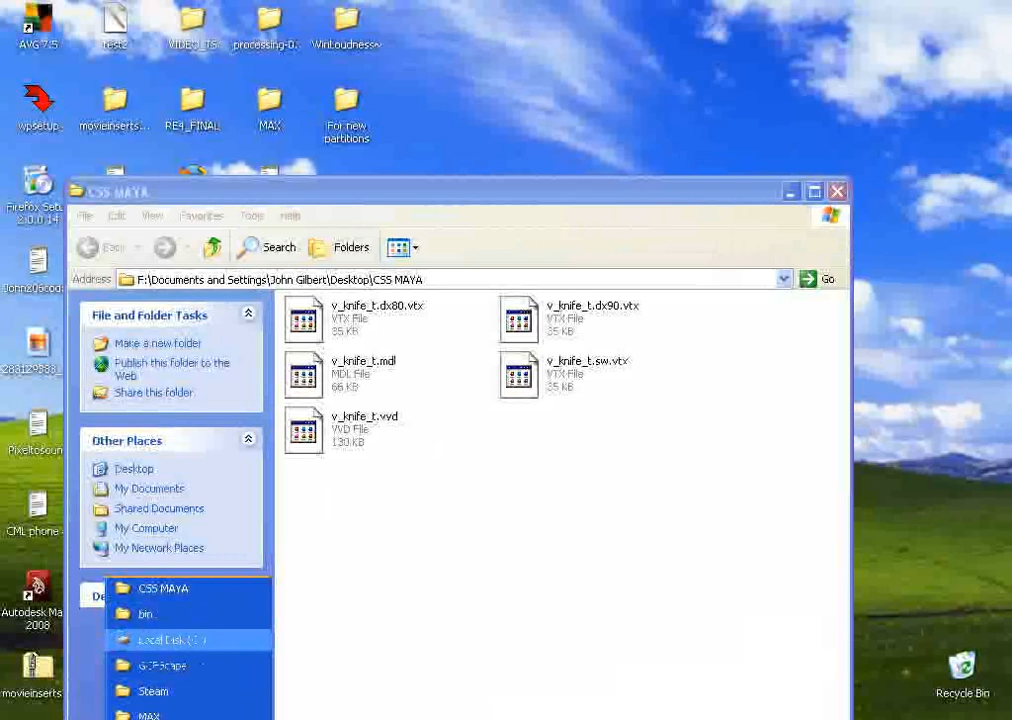 AVG 7.5
test2
VIDEO_TS
processing-0...
WinLoudness~
wpsetup
movieinserts...
RE4_FINAL
MAX
For new
partitions
Firefox Setu
2.0.0.14
CSS MAYA
File Edit View Favorites Tools Help
Back Search Folders
Address F:\Documents and Settings\John Gilbert\Desktop\CSS MAYA Go
File and Folder Tasks
Make a new folder
Publish this folder to the
Web
Share this folder
Other Places
Desktop
My Documents
Shared Documents
My Computer
My Network Places
v_knife_t.dx80.vtx
VTX File
35 KB
v_knife_t.dx90.vtx
VTX File
35 KB
v_knife_t.mdl
MDL File
66 KB
v_knife_t.sw.vtx
VTX File
35 KB
v_knife_t.vvd
VVD File
130 KB
CSS MAYA
bin
Local Disk
GCFScape
Steam
MAX
Pixeltosoun
CML phone
Autodesk Ma
2008
movieinserts
Recycle Bin